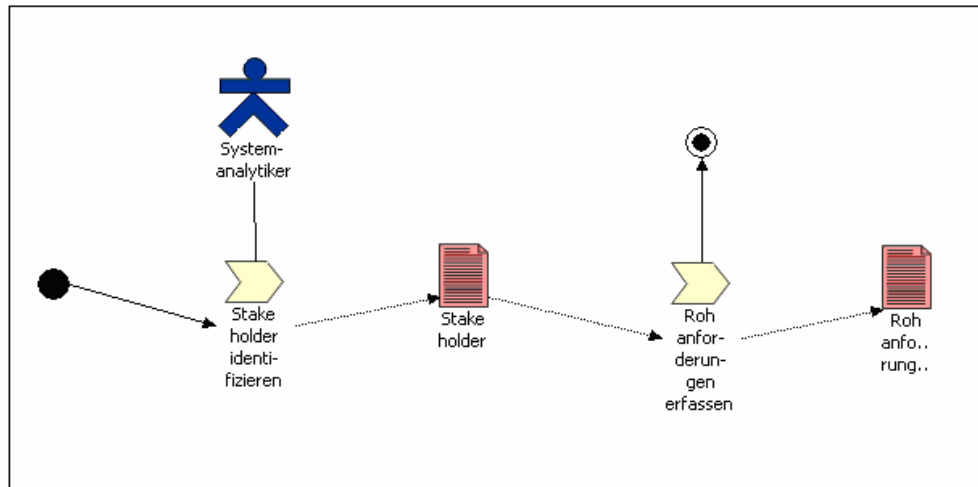 System-
analytiker
Stake
holder
identi-
fizieren
Stake
holder
Roh
anfor-
derun-
gen
erfassen
Roh
anfo..
rung..